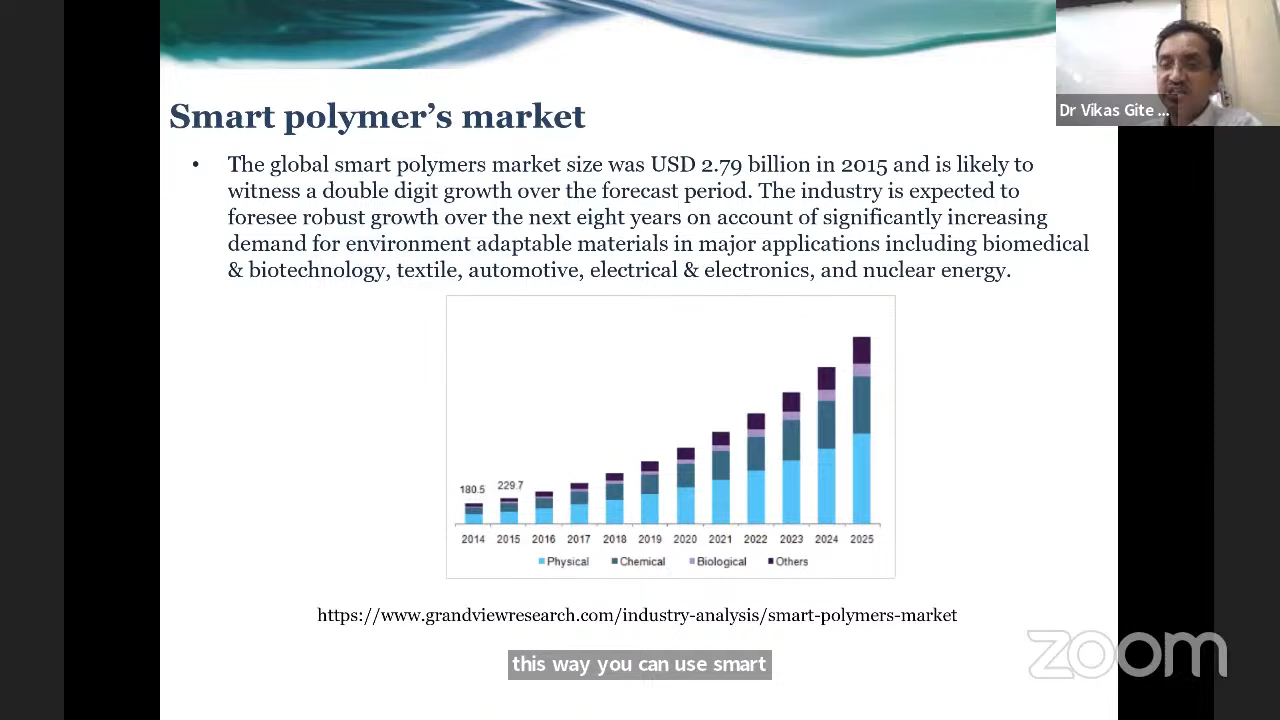 Smart polymer’s market
Dr Vikas Gite ...
• The global smart polymers market size was USD 2.79 billion in 2015 and is likely to
witness a double digit growth over the forecast period. The industry is expected to
foresee robust growth over the next eight years on account of significantly increasing
demand for environment adaptable materials in major applications including biomedical
& biotechnology, textile, automotive, electrical & electronics, and nuclear energy.
180.5 229.7
2014 2015 2016 2017 2018 2019 2020 2021 2022 2023 2024 2025
Physical Chemical Biological Others
https://www.grandviewresearch.com/industry-analysis/smart-polymers-market
this way you can use smart
zoom